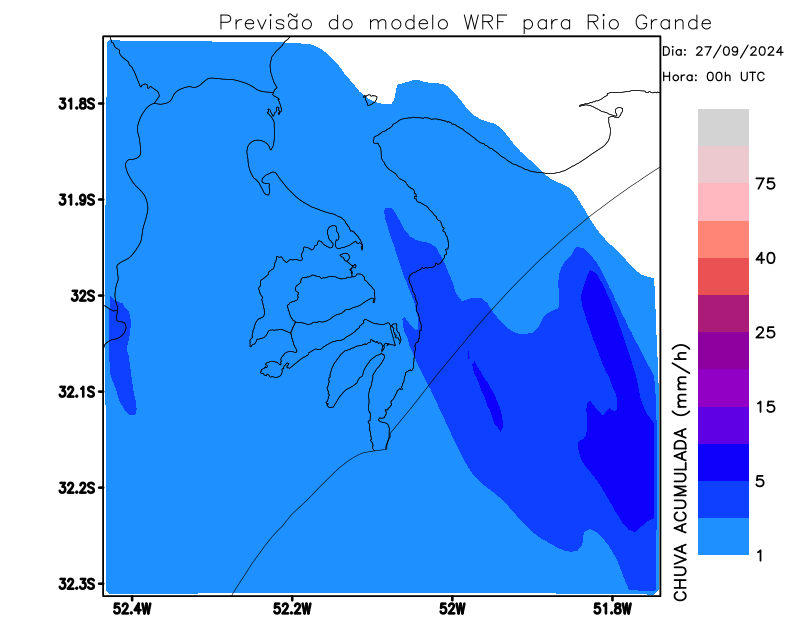 Previsão do modelo WRF para Rio Grande
Dia: 27/09/2024
Hora: 00h UTC
31.8S
31.9S
32S
32.1S
32.2S
32.3S
52.4W
52.2W
52W
51.8W
75
40
25
15
5
1
CHUVA ACUMULADA (mm/h)